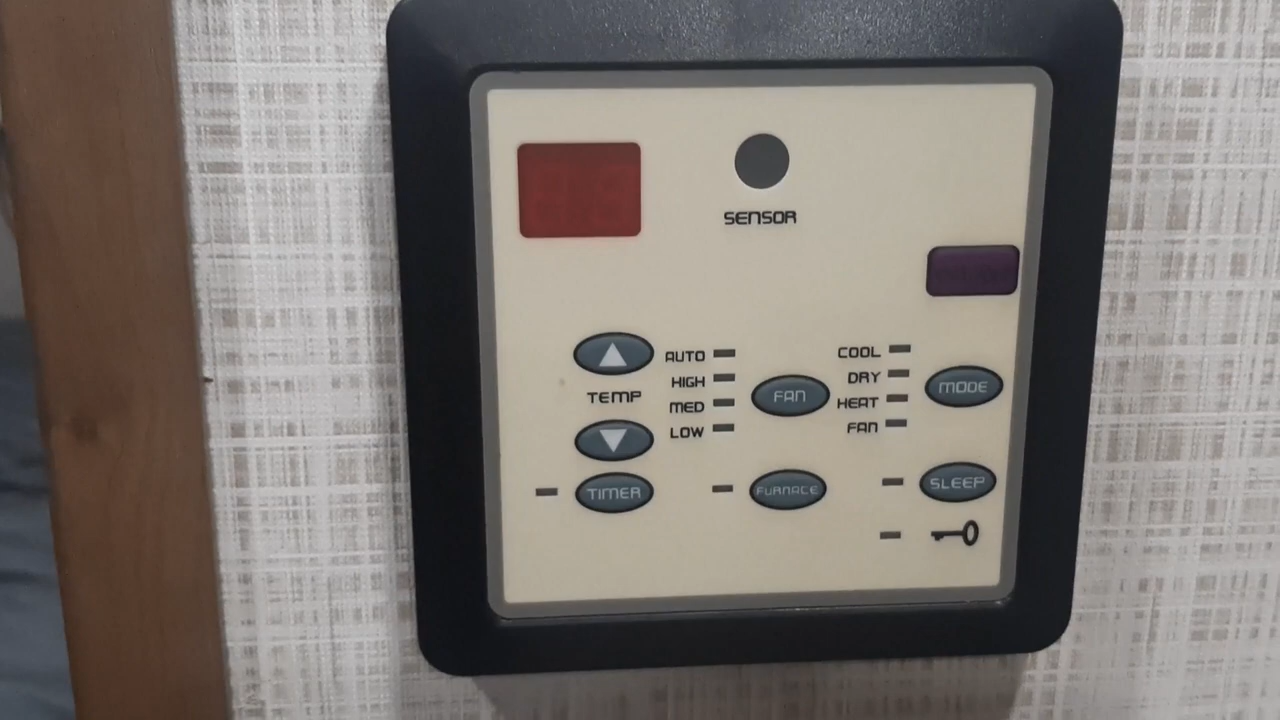 SENSOR
AUTO
HIGH
MED
LOW
TEMP
FAN
COOL
DRY
HEAT
FAN
MODE
TIMER
FURNACE
SLEEP